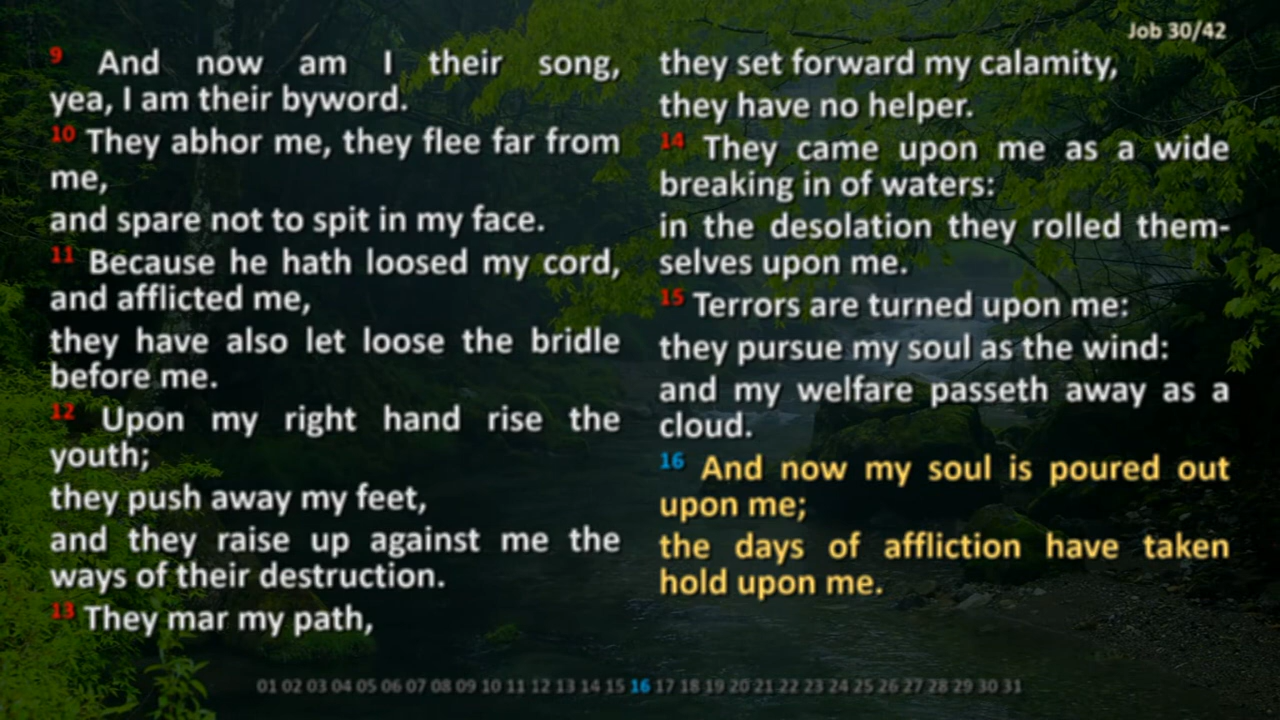 Job 30/42
9 And now am I their song,
yea, I am their byword.
10 They abhor me, they flee far from
me,
and spare not to spit in my face.
11 Because he hath loosed my cord,
and afflicted me,
they have also let loose the bridle
before me.
12 Upon my right hand rise the
youth;
they push away my feet,
and they raise up against me the
ways of their destruction.
13 They mar my path,
they set forward my calamity,
they have no helper.
14 They came upon me as a wide
breaking in of waters:
in the desolation they rolled them-
selves upon me.
15 Terrors are turned upon me:
they pursue my soul as the wind:
and my welfare passeth away as a
cloud.
16 And now my soul is poured out
upon me;
the days of affliction have taken
hold upon me.
01 02 03 04 05 06 07 08 09 10 11 12 13 14 15 16 17 18 19 20 21 22 23 24 25 26 27 28 29 30 31